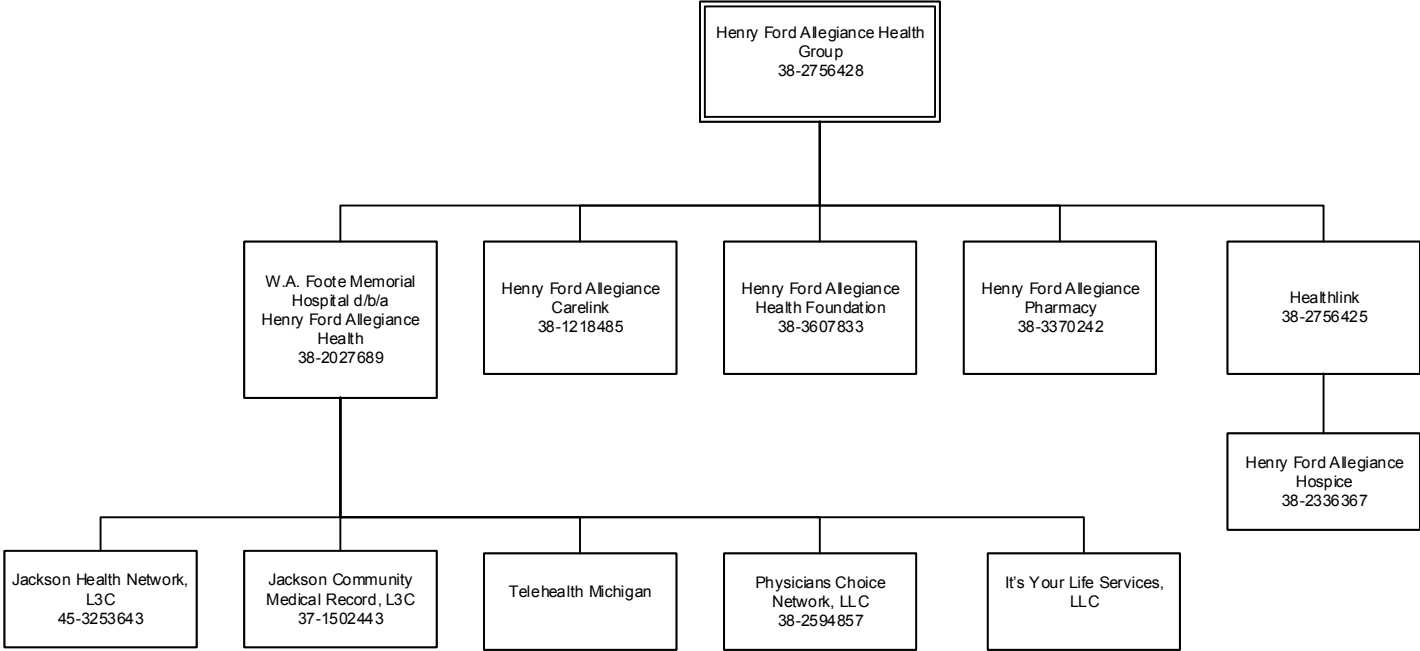 Henry Ford Allegiance Health
Group
38-2756428
W.A. Foote Memorial
Hospital d/b/a
Henry Ford Allegiance
Health
38-2027689
Henry Ford Allegiance
Carelink
38-1218485
Henry Ford Allegiance
Health Foundation
38-3607833
Henry Ford Allegiance
Pharmacy
38-3370242
Healthlink
38-2756425
Henry Ford Allegiance
Hospice
38-2336367
Jackson Health Network,
L3C
45-3253643
Jackson Community
Medical Record, L3C
37-1502443
Telehealth Michigan
Physicians Choice
Network, LLC
38-2594857
It's Your Life Services,
LLC